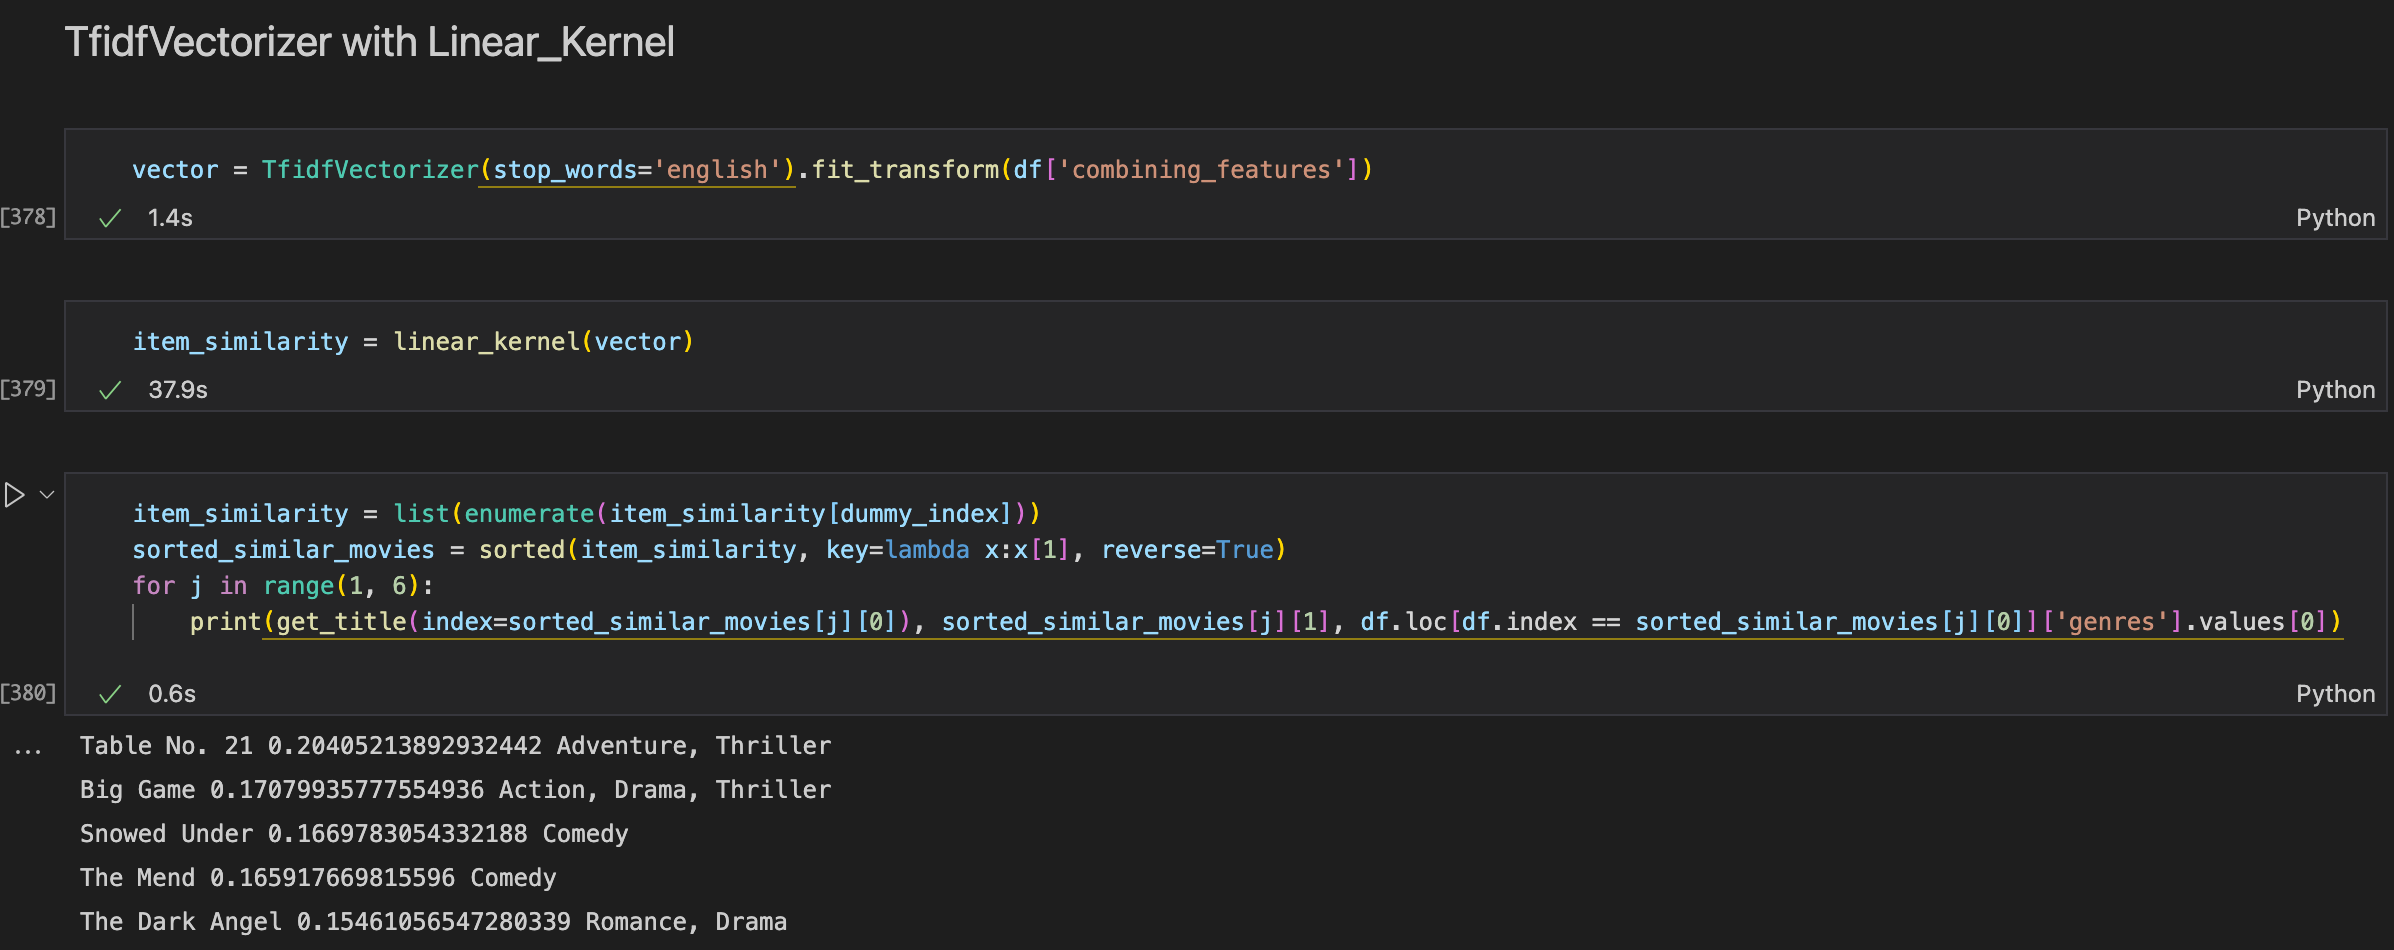 TfidfVectorizer with Linear_Kernel
vector = TfidfVectorizer(stop_words='english').fit_transform(df['combining_features'])
[378] ✓ 1.4s Python
item_similarity = linear_kernel(vector)
[379] ✓ 37.9s Python
item_similarity = list(enumerate(item_similarity[dummy_index]))
sorted_similar_movies = sorted(item_similarity, key=lambda x:x[1], reverse=True)
for j in range(1, 6):
    print(get_title(index=sorted_similar_movies[j][0]), sorted_similar_movies[j][1], df.loc[df.index == sorted_similar_movies[j][0]]['genres'].values[0])
[380] ✓ 0.6s Python
... Table No. 21 0.20405213892932442 Adventure, Thriller
Big Game 0.17079935777554936 Action, Drama, Thriller
Snowed Under 0.1669783054332188 Comedy
The Mend 0.165917669815596 Comedy
The Dark Angel 0.15461056547280339 Romance, Drama